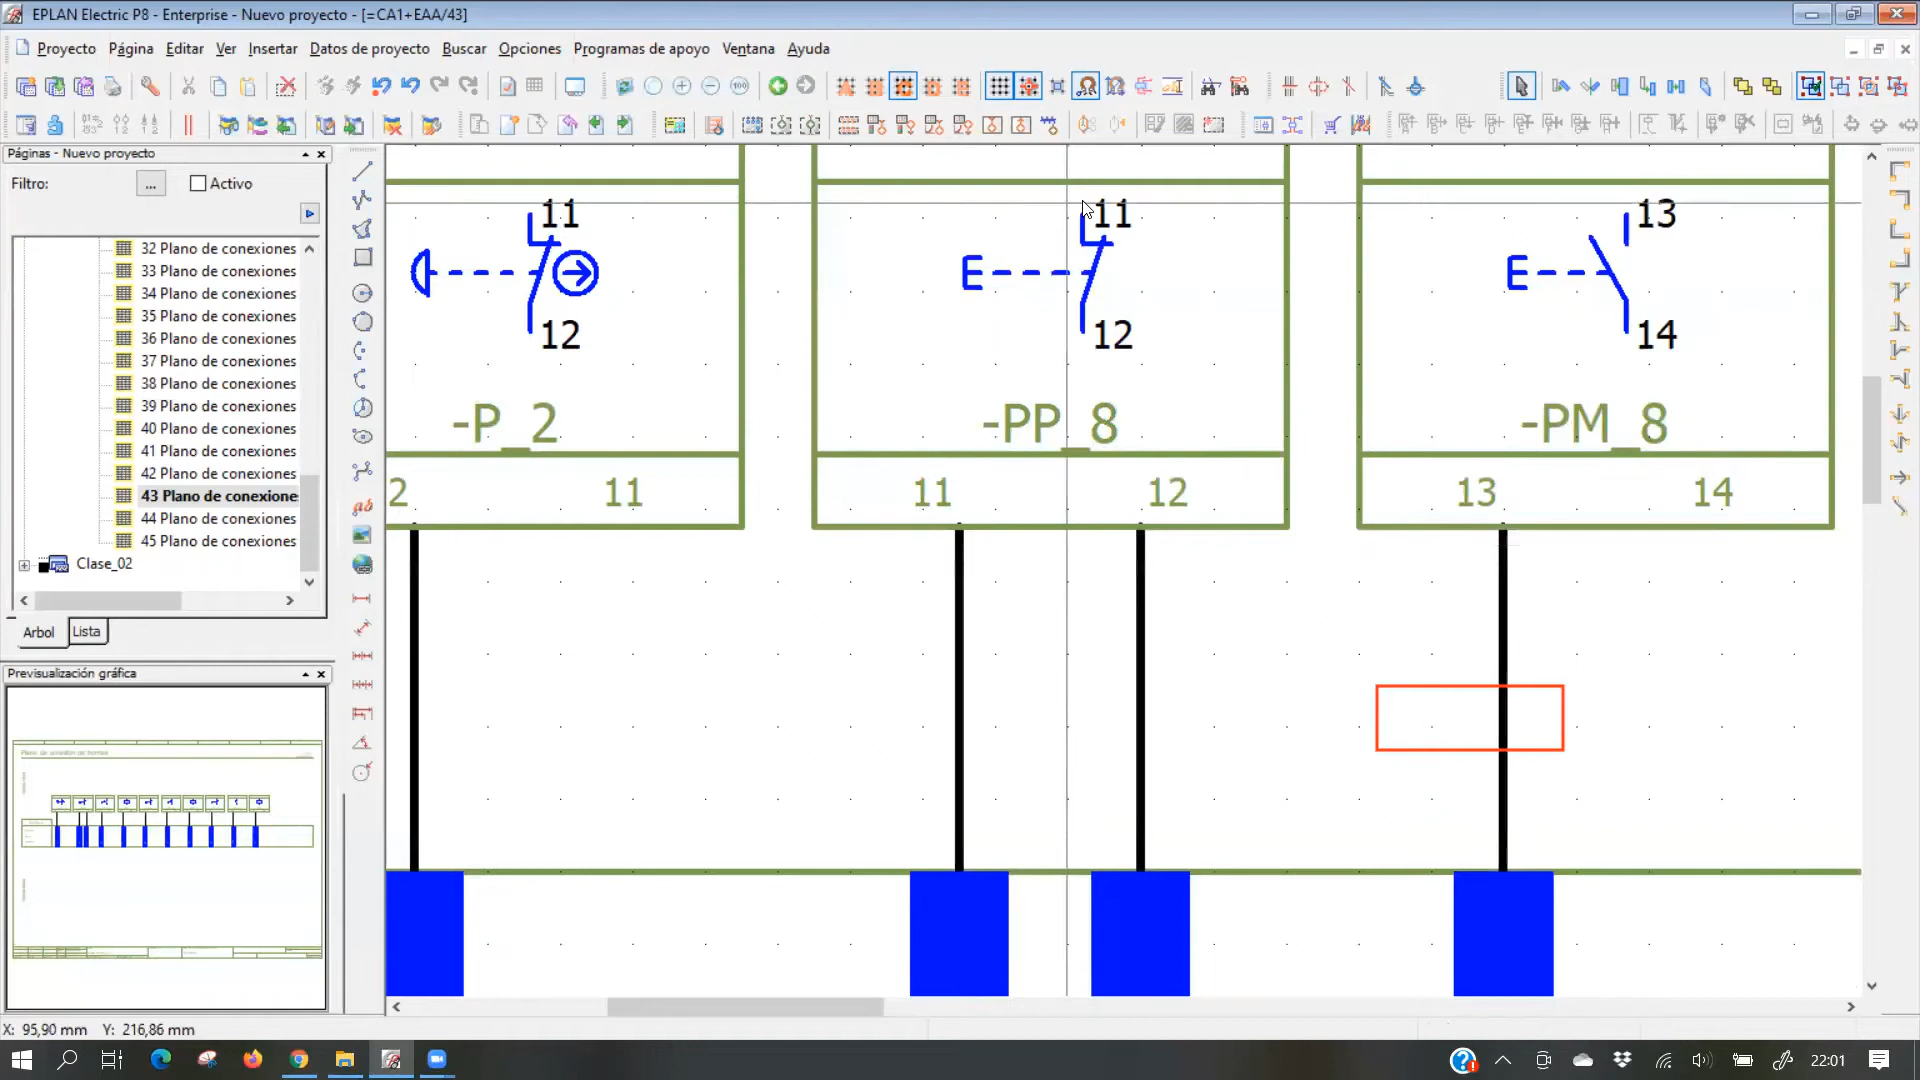 EPLAN Electric P8 - Enterprise - Nuevo proyecto - [=CA1+EAA/43]
Proyecto Página Editar Ver Insertar Datos de proyecto Buscar Opciones Programas de apoyo Ventana Ayuda
Páginas - Nuevo proyecto
Filtro: ... Activo
32 Plano de conexiones
33 Plano de conexiones
34 Plano de conexiones
35 Plano de conexiones
36 Plano de conexiones
37 Plano de conexiones
38 Plano de conexiones
39 Plano de conexiones
40 Plano de conexiones
41 Plano de conexiones
42 Plano de conexiones
43 Plano de conexione
44 Plano de conexiones
45 Plano de conexiones
Clase_02
Arbol Lista
Previsualización gráfica
11 11 13
E E
12 12 14
-P_2 -PP_8 -PM_8
2 11 11 12 13 14
X: 95,90 mm Y: 216,86 mm
22:01